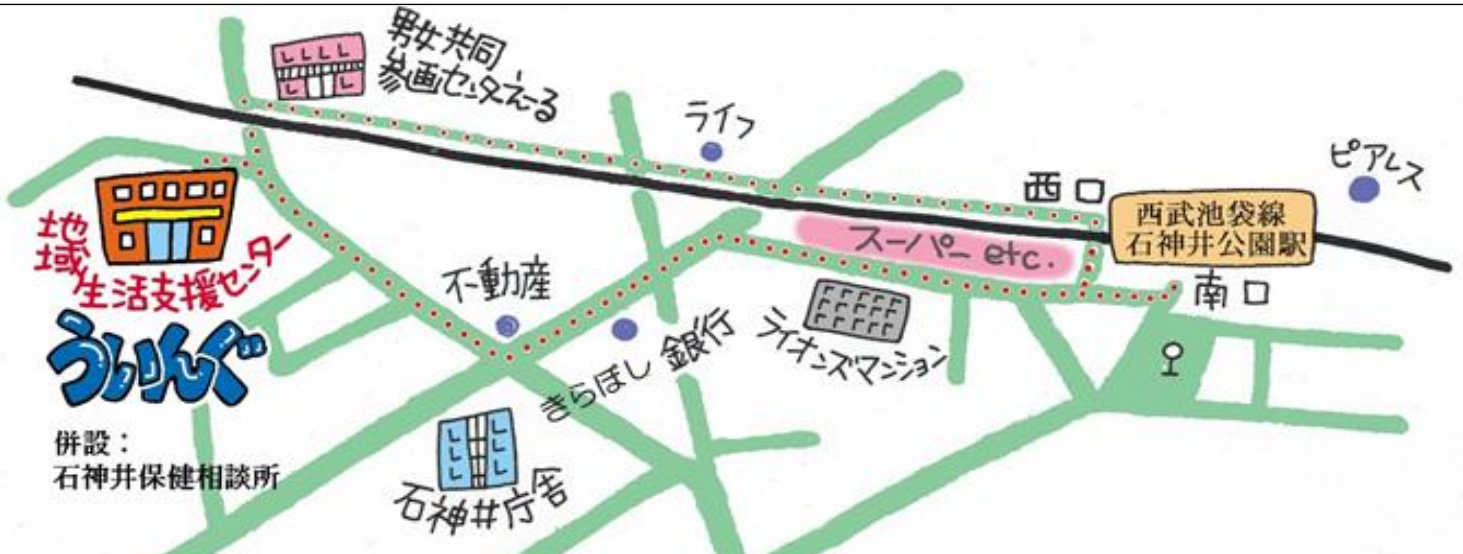 男女共同
参画センターえーる
ライフ
ピアレス
西口
西武池袋線
石神井公園駅
スーパー etc.
南口
地域
生活支援センター
うぃんぐ
不動産
きらぼし 銀行
ライオンズマンション
併設：
石神井保健相談所
石神井庁舎